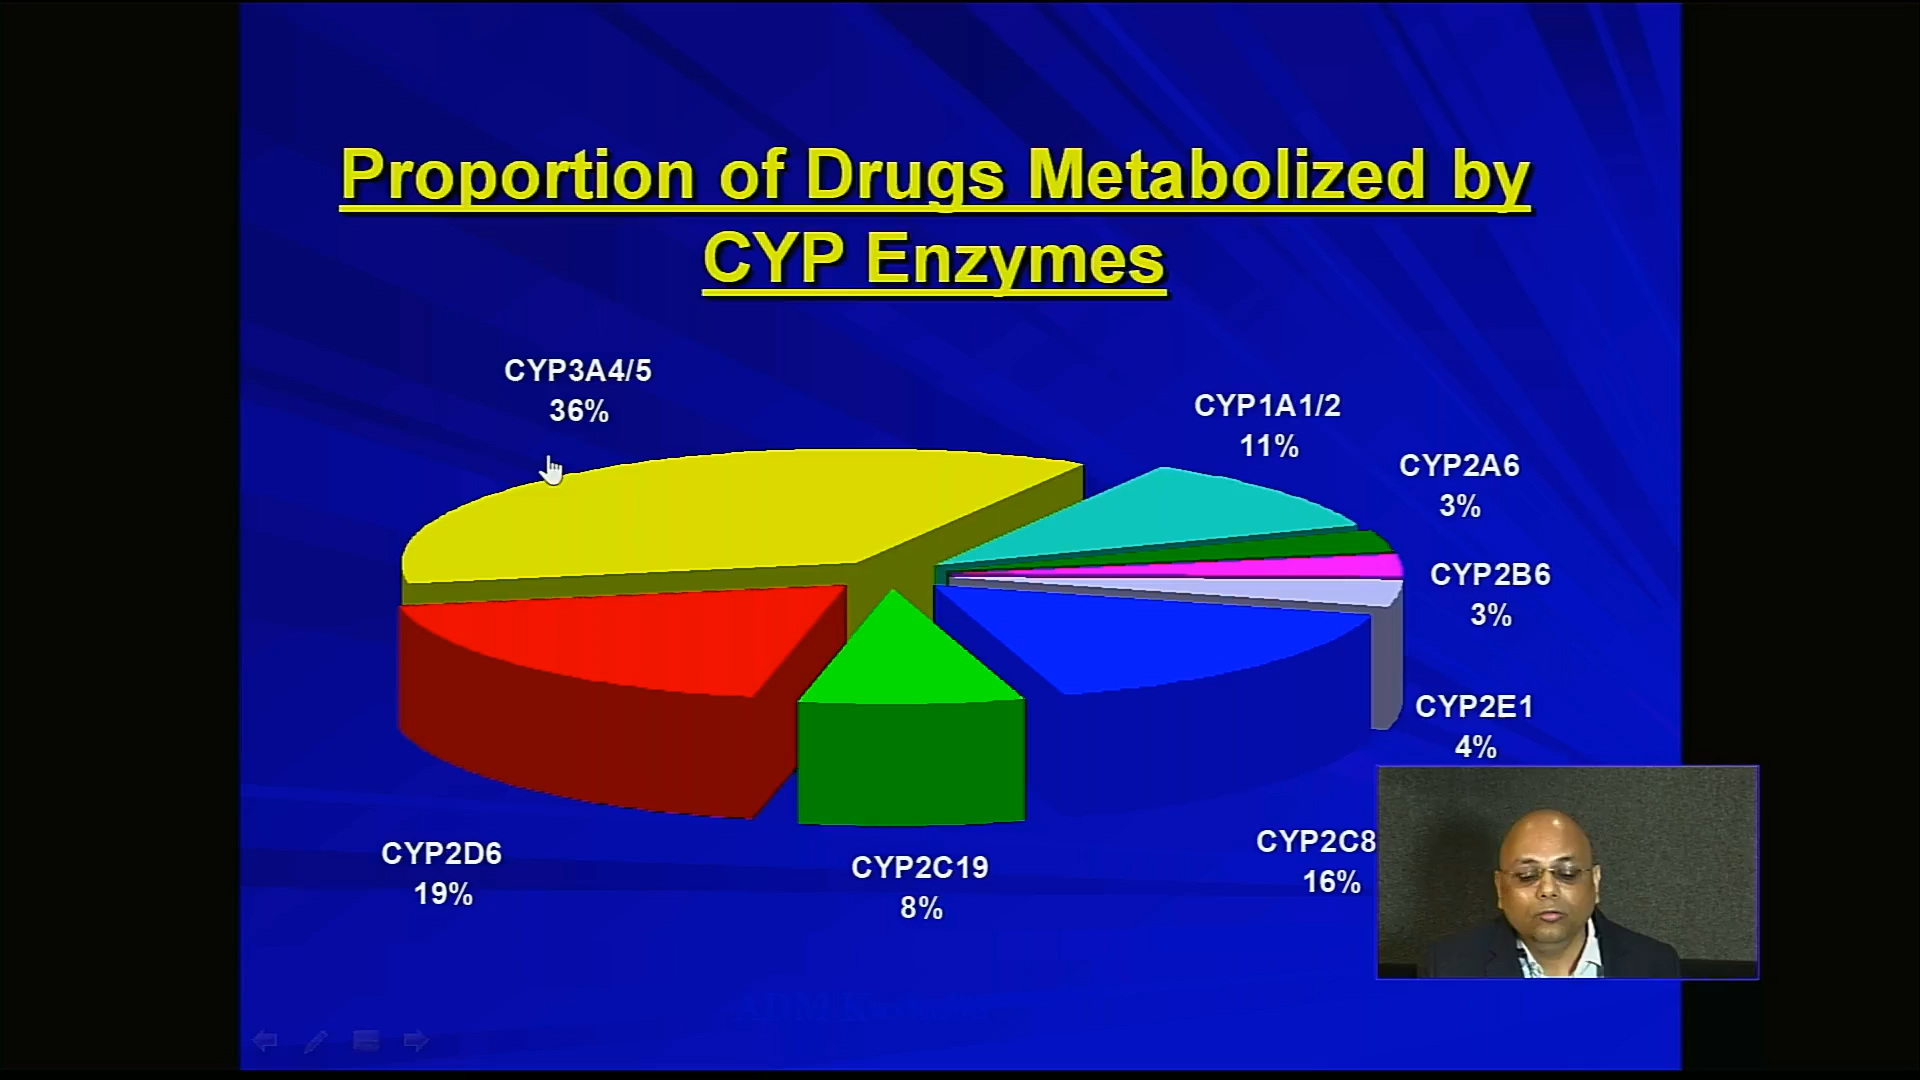 Proportion of Drugs Metabolized by
CYP Enzymes
CYP3A4/5
36%
CYP1A1/2
11%
CYP2A6
3%
CYP2B6
3%
CYP2E1
4%
CYP2C8
16%
CYP2C19
8%
CYP2D6
19%